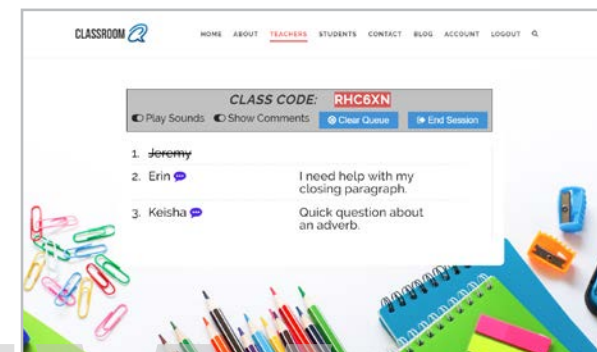 CLASSROOM Q
HOME ABOUT TEACHERS STUDENTS CONTACT BLOG ACCOUNT LOGOUT
CLASS CODE: RHC6XN
Play Sounds Show Comments Clear Queue End Session
1. Jeremy
2. Erin I need help with my
closing paragraph.
3. Keisha Quick question about
an adverb.